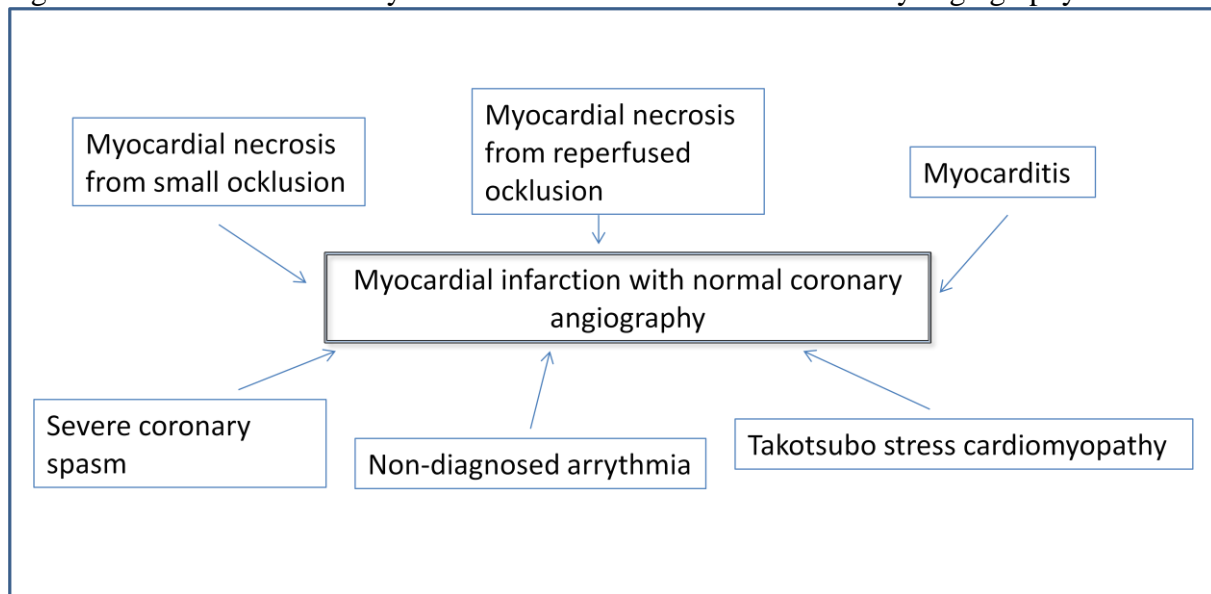 Myocardial necrosis
from small ocklusion
Myocardial necrosis
from reperfused
ocklusion
Myocarditis
Myocardial infarction with normal coronary
angiography
Severe coronary
spasm
Non-diagnosed arrythmia
Takotsubo stress cardiomyopathy